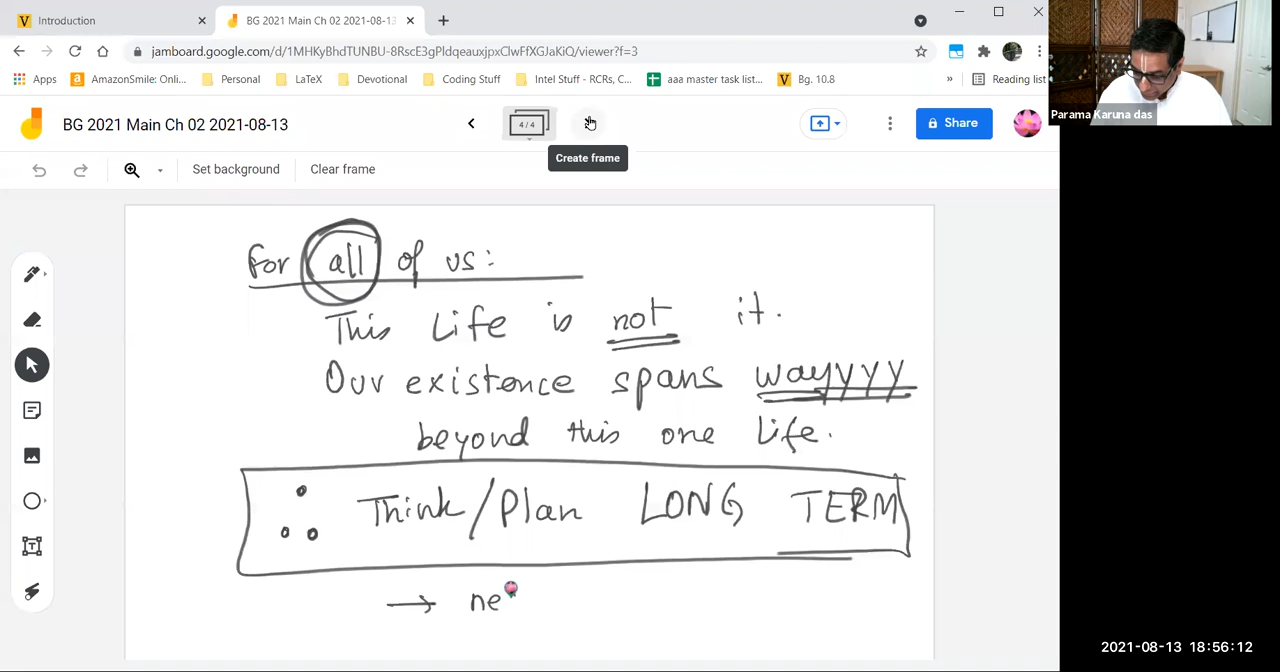 Introduction
BG 2021 Main Ch 02 2021-08-13
jamboard.google.com/d/1MHKyBhdTUNBU-8RscE3gPldqeauxjpxClwFfXGJaKiQ/viewer?f=3
Apps AmazonSmile: Onli... Personal LaTeX Devotional Coding Stuff Intel Stuff - RCRs, C... aaa master task list... Bg. 10.8 » Reading list
Parama Karuna das
BG 2021 Main Ch 02 2021-08-13
4 / 4
Share
Create frame
Set background Clear frame
For all of us:
This Life is not it.
Our existence spans wayyyy
beyond this one life.
∴ Think/Plan LONG TERM
→ ne
2021-08-13 18:56:12